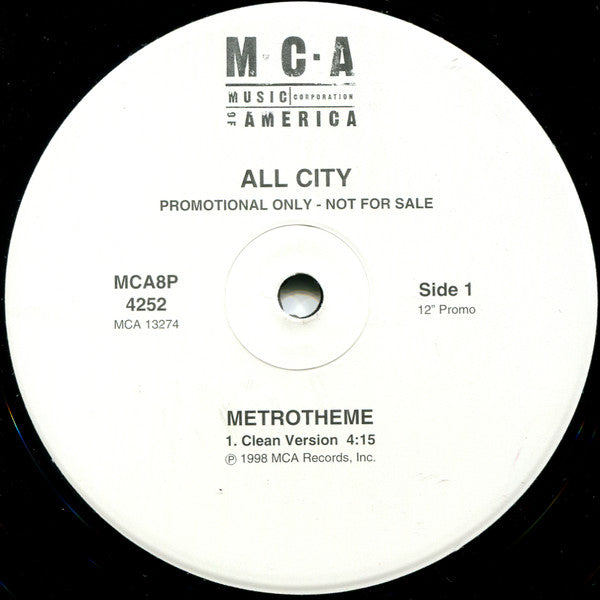 M·C·A
MUSIC CORPORATION
OF AMERICA
ALL CITY
PROMOTIONAL ONLY - NOT FOR SALE
MCA8P
4252
MCA 13274
Side 1
12" Promo
METROTHEME
1. Clean Version 4:15
℗ 1998 MCA Records, Inc.